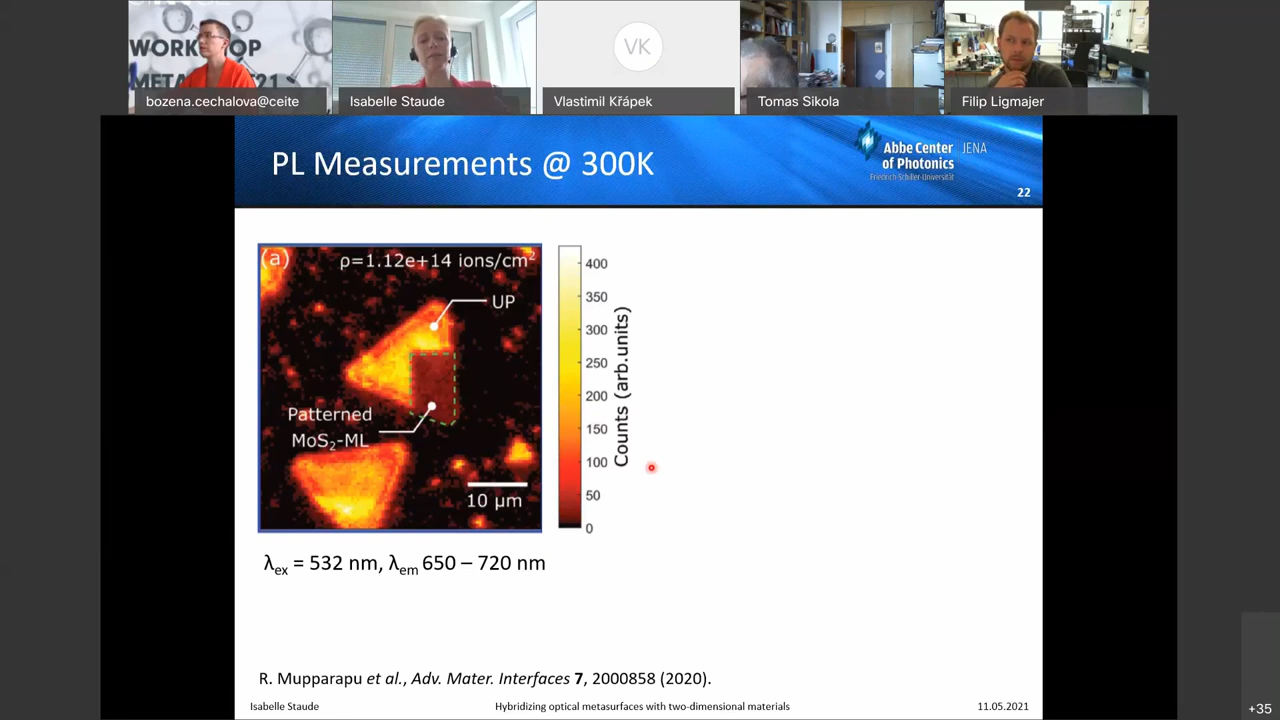 WORKSHOP
bozena.cechalova@ceite
Isabelle Staude
VK
Vlastimil Křápek
Tomas Sikola
Filip Ligmajer
PL Measurements @ 300K
Abbe Center JENA
of Photonics
Friedrich-Schiller-Universität
22
(a)
ρ=1.12e+14 ions/cm²
UP
Patterned
MoS₂-ML
10 μm
400
350
300
250
200
150
100
50
0
Counts (arb.units)
λex = 532 nm, λem 650 – 720 nm
R. Mupparapu et al., Adv. Mater. Interfaces 7, 2000858 (2020).
Isabelle Staude
Hybridizing optical metasurfaces with two-dimensional materials
11.05.2021
+35